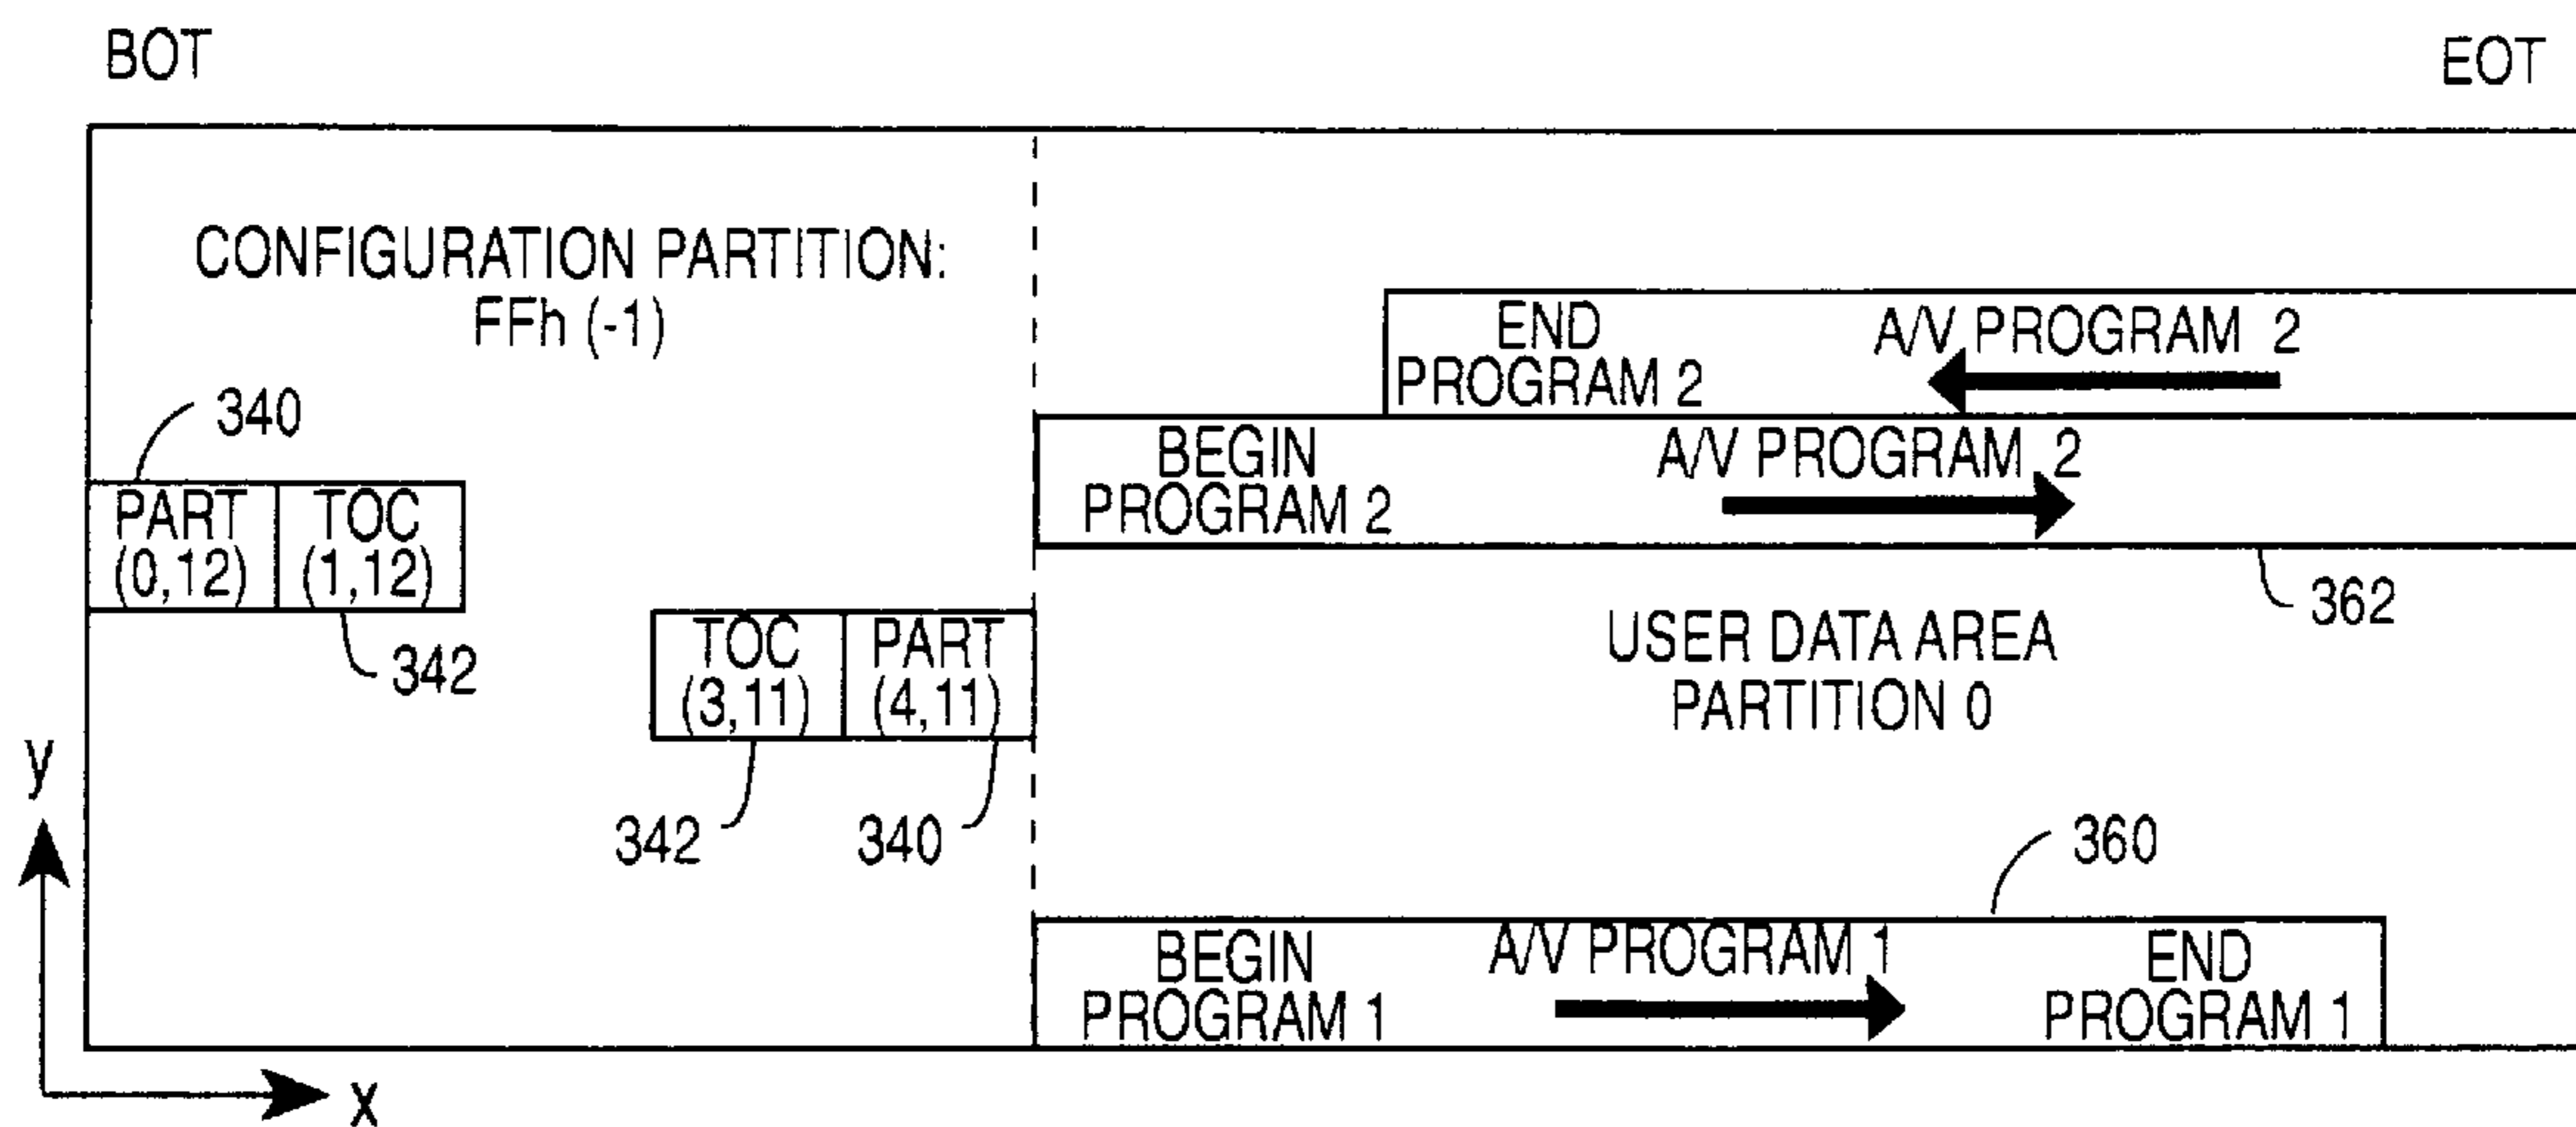 BOT
EOT
CONFIGURATION PARTITION:
FFh (-1)
END
PROGRAM 2
A/V PROGRAM 2
340
BEGIN
PROGRAM 2
A/V PROGRAM 2
PART
(0,12)
TOC
(1,12)
362
342
TOC
(3,11)
PART
(4,11)
USER DATA AREA
PARTITION 0
y
342
340
360
BEGIN
PROGRAM 1
A/V PROGRAM 1
END
PROGRAM 1
x